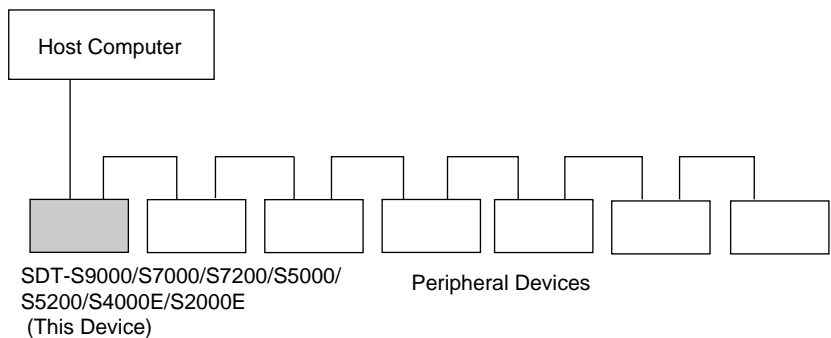 Host Computer
SDT-S9000/S7000/S7200/S5000/
S5200/S4000E/S2000E
(This Device)
Peripheral Devices